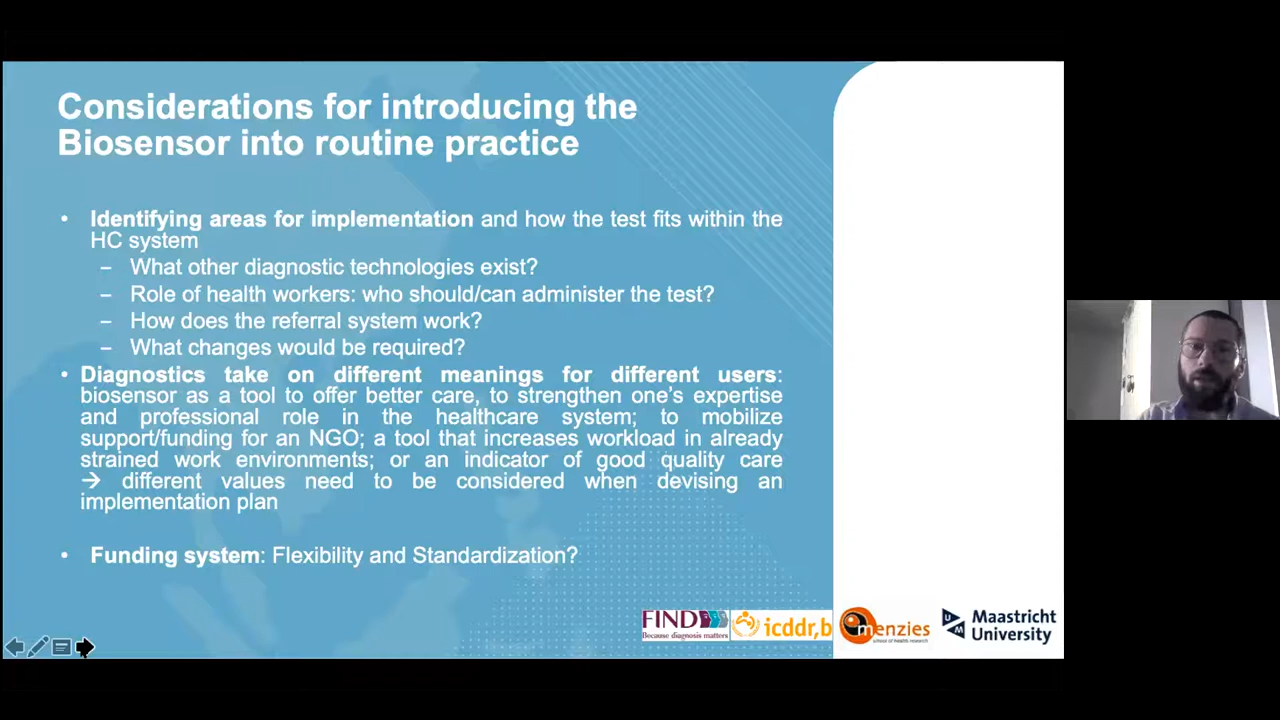 Considerations for introducing the
Biosensor into routine practice
• Identifying areas for implementation and how the test fits within the
HC system
– What other diagnostic technologies exist?
– Role of health workers: who should/can administer the test?
– How does the referral system work?
– What changes would be required?
• Diagnostics take on different meanings for different users:
biosensor as a tool to offer better care, to strengthen one's expertise
and professional role in the healthcare system; to mobilize
support/funding for an NGO; a tool that increases workload in already
strained work environments; or an indicator of good quality care
→ different values need to be considered when devising an
implementation plan
• Funding system: Flexibility and Standardization?
FIND
Because diagnosis matters
icddr,b
menzies
school of health research
Maastricht
University